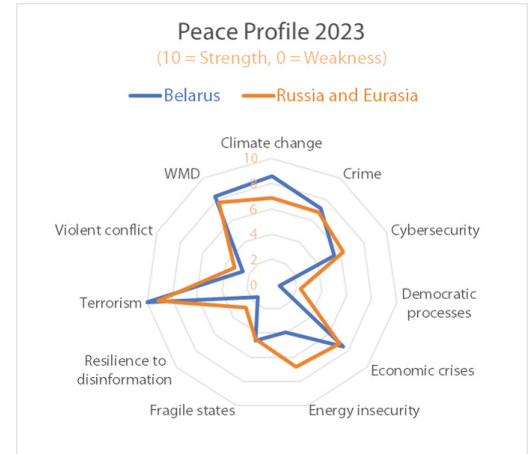 Peace Profile 2023
(10 = Strength, 0 = Weakness)
Belarus
Russia and Eurasia
Climate change
Crime
Cybersecurity
Democratic
processes
Economic crises
Energy insecurity
Fragile states
Resilience to
disinformation
Terrorism
Violent conflict
WMD
10
8
6
4
2
0